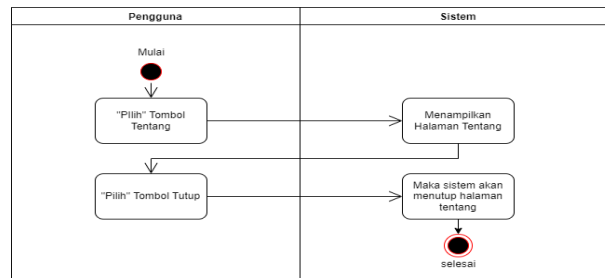 Pengguna
Sistem
Mulai
"PIlih" Tombol
Tentang
Menampilkan
Halaman Tentang
"Pilih" Tombol Tutup
Maka sistem akan
menutup halaman
tentang
selesai